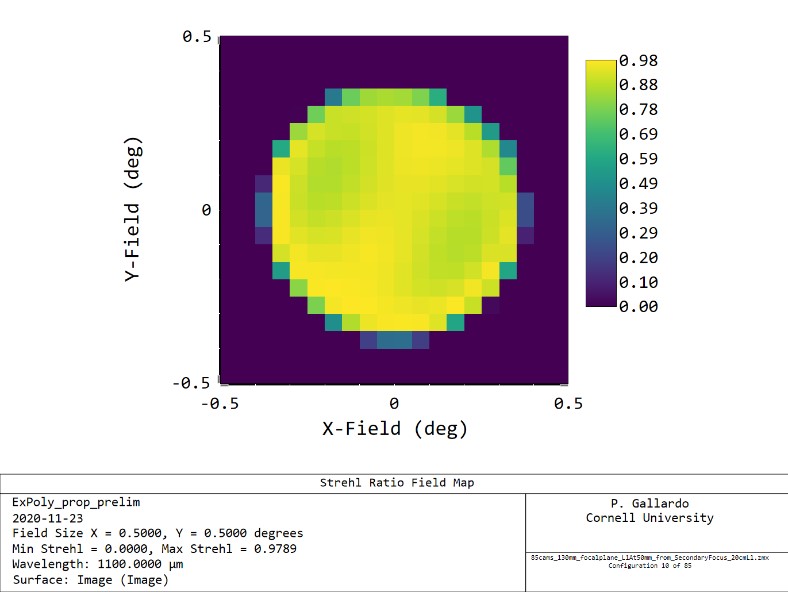 0.5
0
-0.5
Y-Field (deg)
-0.5 0 0.5
X-Field (deg)
0.98
0.88
0.78
0.69
0.59
0.49
0.39
0.29
0.20
0.10
0.00
Strehl Ratio Field Map
ExPoly_prop_prelim
2020-11-23
Field Size X = 0.5000, Y = 0.5000 degrees
Min Strehl = 0.0000, Max Strehl = 0.9789
Wavelength: 1100.0000 µm
Surface: Image (Image)
P. Gallardo
Cornell University
85cams_130mm_focalplane_L1At50mm_from_SecondaryFocus_20cmL1.zmx
Configuration 10 of 85